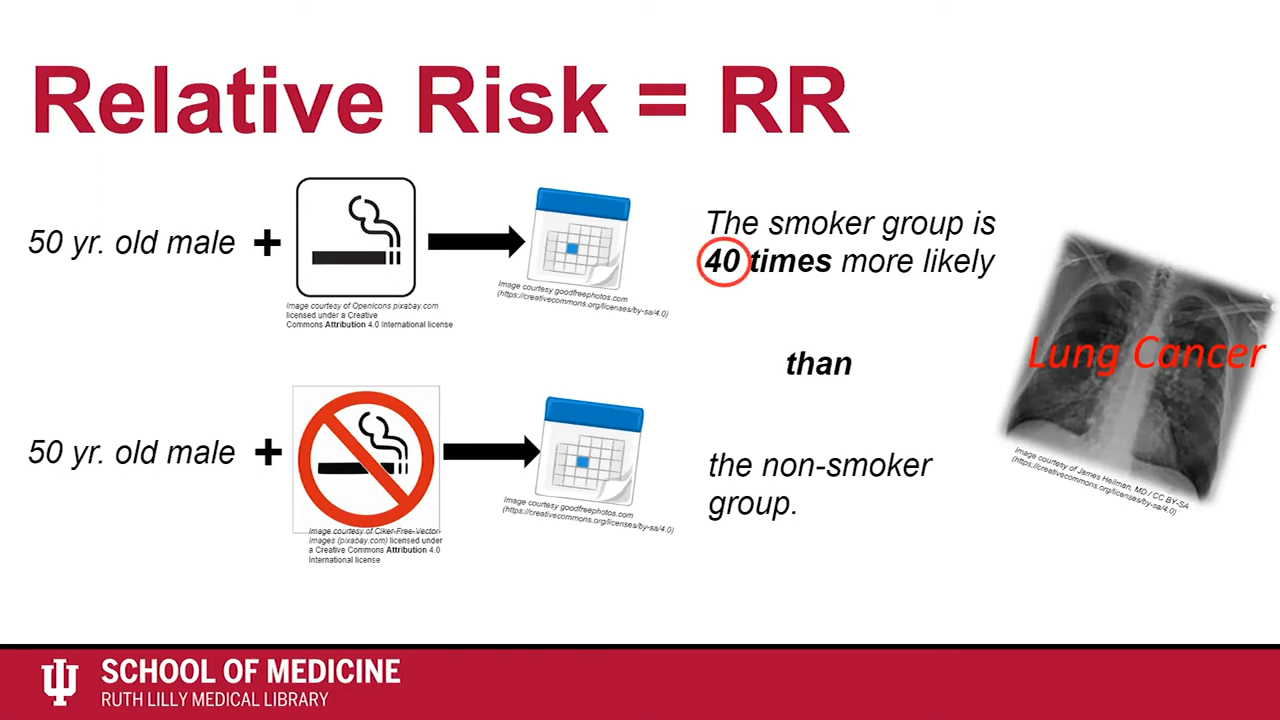 Relative Risk = RR
50 yr. old male +
Image courtesy of OpenIcons pixabay.com
licensed under a Creative
Commons Attribution 4.0 International license
Image courtesy goodfreephotos.com
(https://creativecommons.org/licenses/by-sa/4.0)
The smoker group is
40 times more likely
than
Lung Cancer
Image courtesy of James Heilman, MD / CC BY-SA
(https://creativecommons.org/licenses/by-sa/4.0)
50 yr. old male +
Image courtesy of Clker-Free-Vector-
Images (pixabay.com) licensed under
a Creative Commons Attribution 4.0
International license
Image courtesy goodfreephotos.com
(https://creativecommons.org/licenses/by-sa/4.0)
the non-smoker
group.
SCHOOL OF MEDICINE
RUTH LILLY MEDICAL LIBRARY